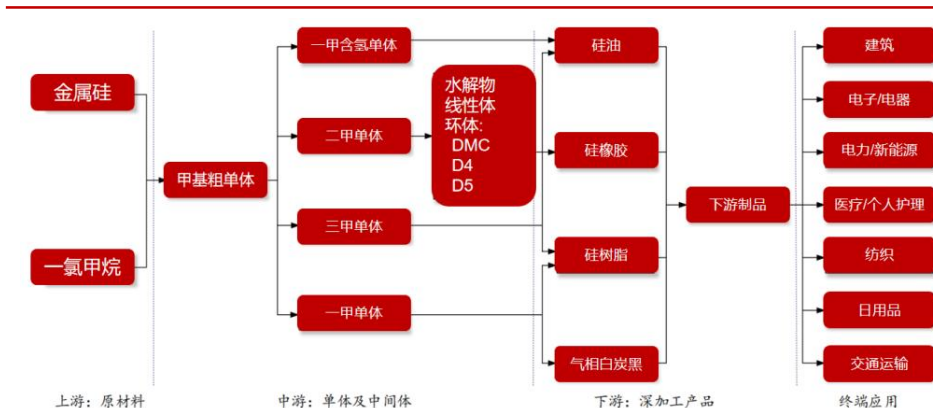 金属硅
一氯甲烷
甲基粗单体
一甲含氢单体
二甲单体
三甲单体
一甲单体
水解物
线性体
环体:
DMC
D4
D5
硅油
硅橡胶
硅树脂
气相白炭黑
下游制品
建筑
电子/电器
电力/新能源
医疗/个人护理
纺织
日用品
交通运输
上游：原材料
中游：单体及中间体
下游：深加工产品
终端应用